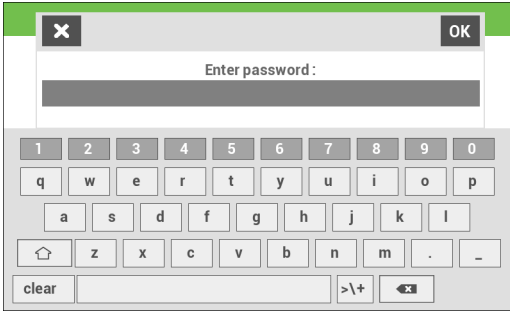 OK
Enter password :
1 2 3 4 5 6 7 8 9 0
q w e r t y u i o p
a s d f g h j k l
z x c v b n m . _
clear >\+